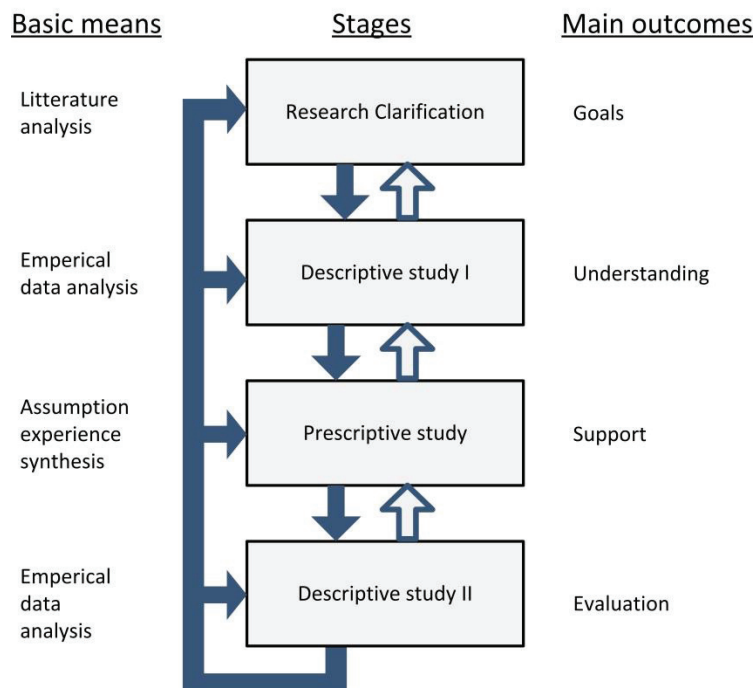 Basic means
Stages
Main outcomes
Litterature
analysis
Research Clarification
Goals
Emperical
data analysis
Descriptive study I
Understanding
Assumption
experience
synthesis
Prescriptive study
Support
Emperical
data
analysis
Descriptive study II
Evaluation